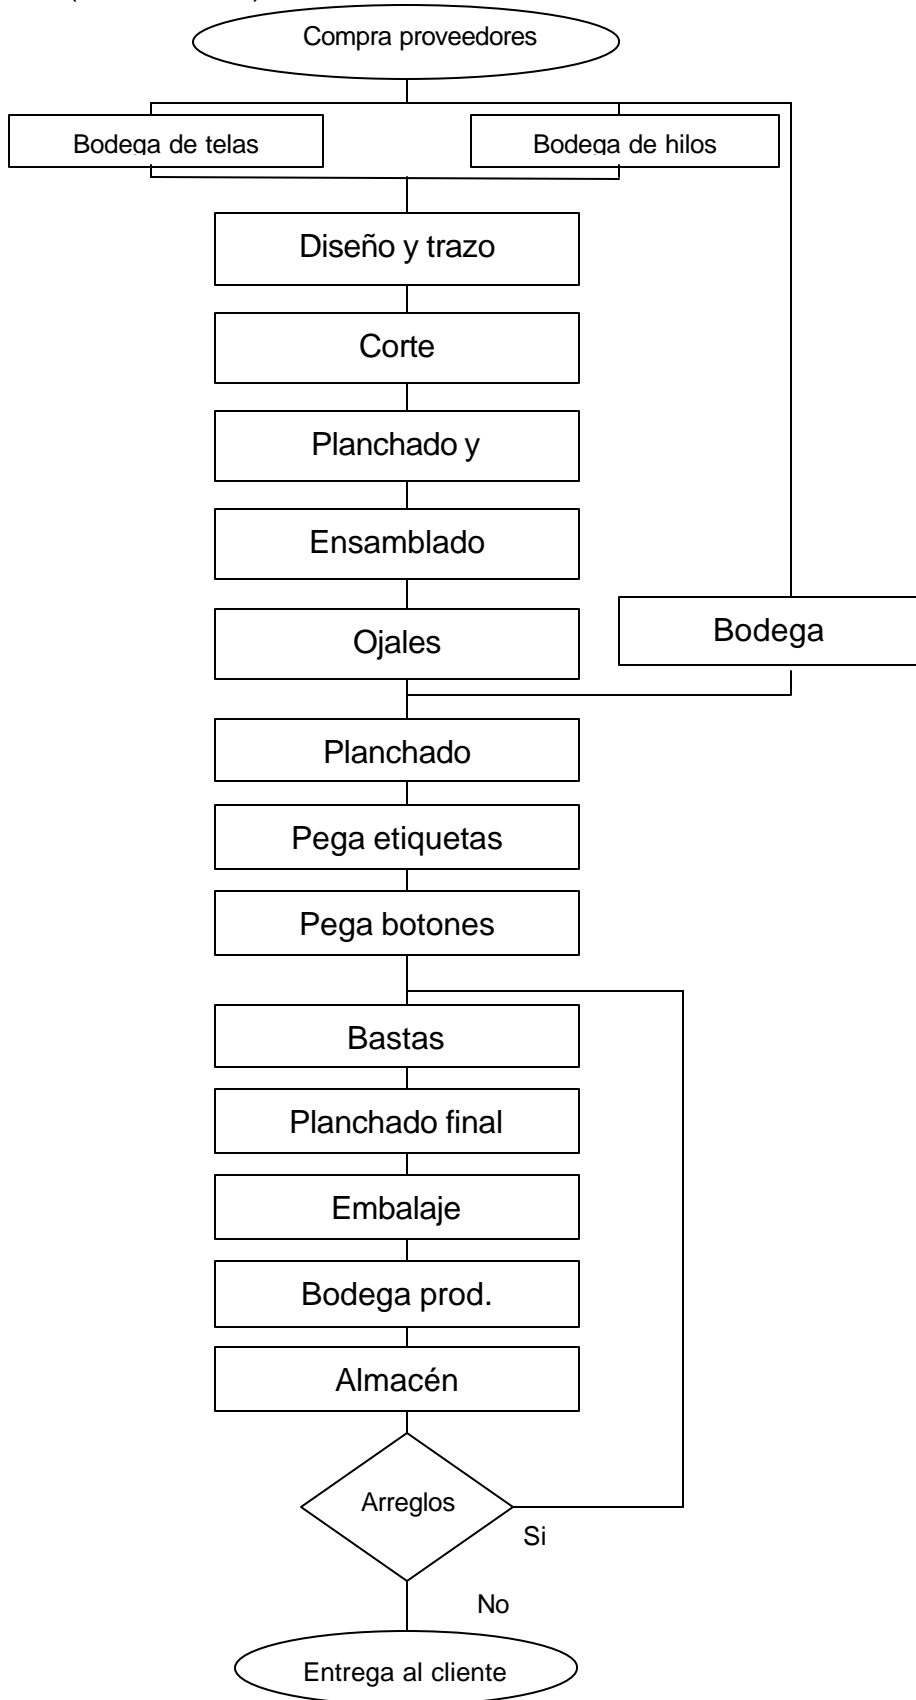 Compra proveedores
Bodega de telas
Bodega de hilos
Diseño y trazo
Corte
Planchado y
Ensamblado
Ojales
Bodega
Planchado
Pega etiquetas
Pega botones
Bastas
Planchado final
Embalaje
Bodega prod.
Almacén
Arreglos
Si
No
Entrega al cliente